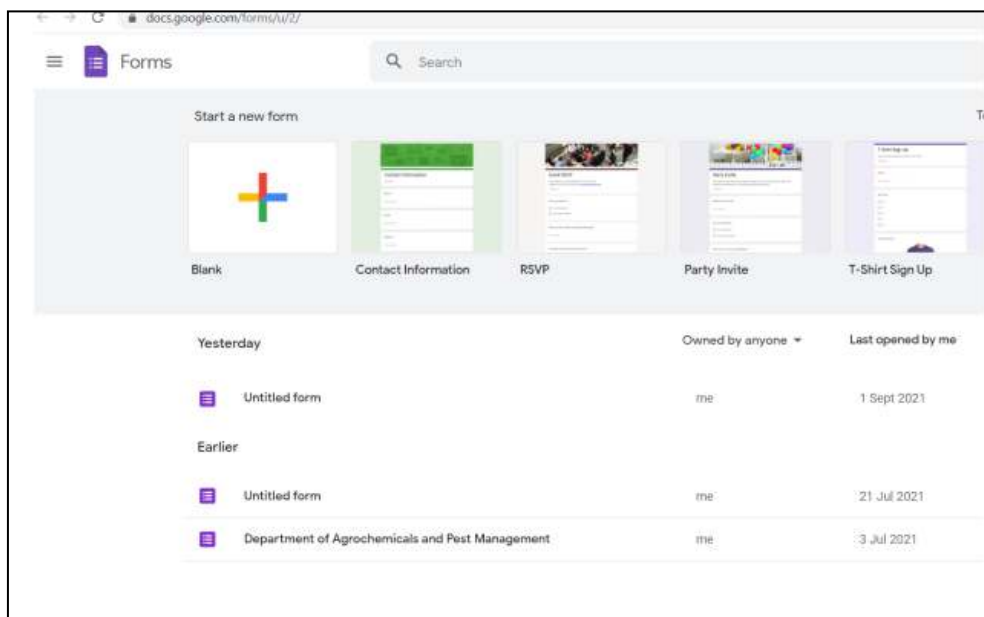 docs.google.com/forms/u/2/
Forms
Search
Start a new form
Blank
Contact Information
RSVP
Party Invite
T-Shirt Sign Up
Yesterday Owned by anyone Last opened by me
Untitled form me 1 Sept 2021
Earlier
Untitled form me 21 Jul 2021
Department of Agrochemicals and Pest Management me 3 Jul 2021